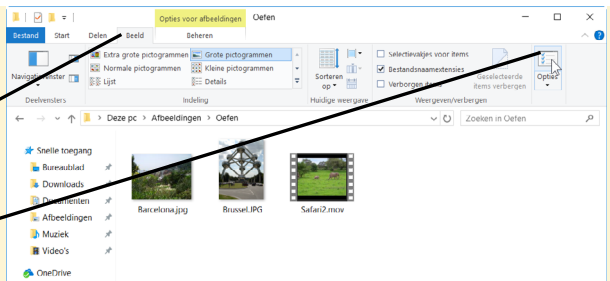 Opties voor afbeeldingen Oefen
Bestand Start Delen Beeld Beheren
Extra grote pictogrammen Grote pictogrammen
Normale pictogrammen Kleine pictogrammen
Lijst Details
Navigatievenster
Sorteren op
Selectievakjes voor items
Bestandsnaamextensies
Verborgen items
Geselecteerde items verbergen
Opties
Deelvensters Indeling Huidige weergave Weergeven/verbergen
Deze pc > Afbeeldingen > Oefen
Zoeken in Oefen
Snelle toegang
Bureaublad
Downloads
Documenten
Afbeeldingen
Muziek
Video's
OneDrive
Barcelona.jpg Brussel.JPG Safari2.mov